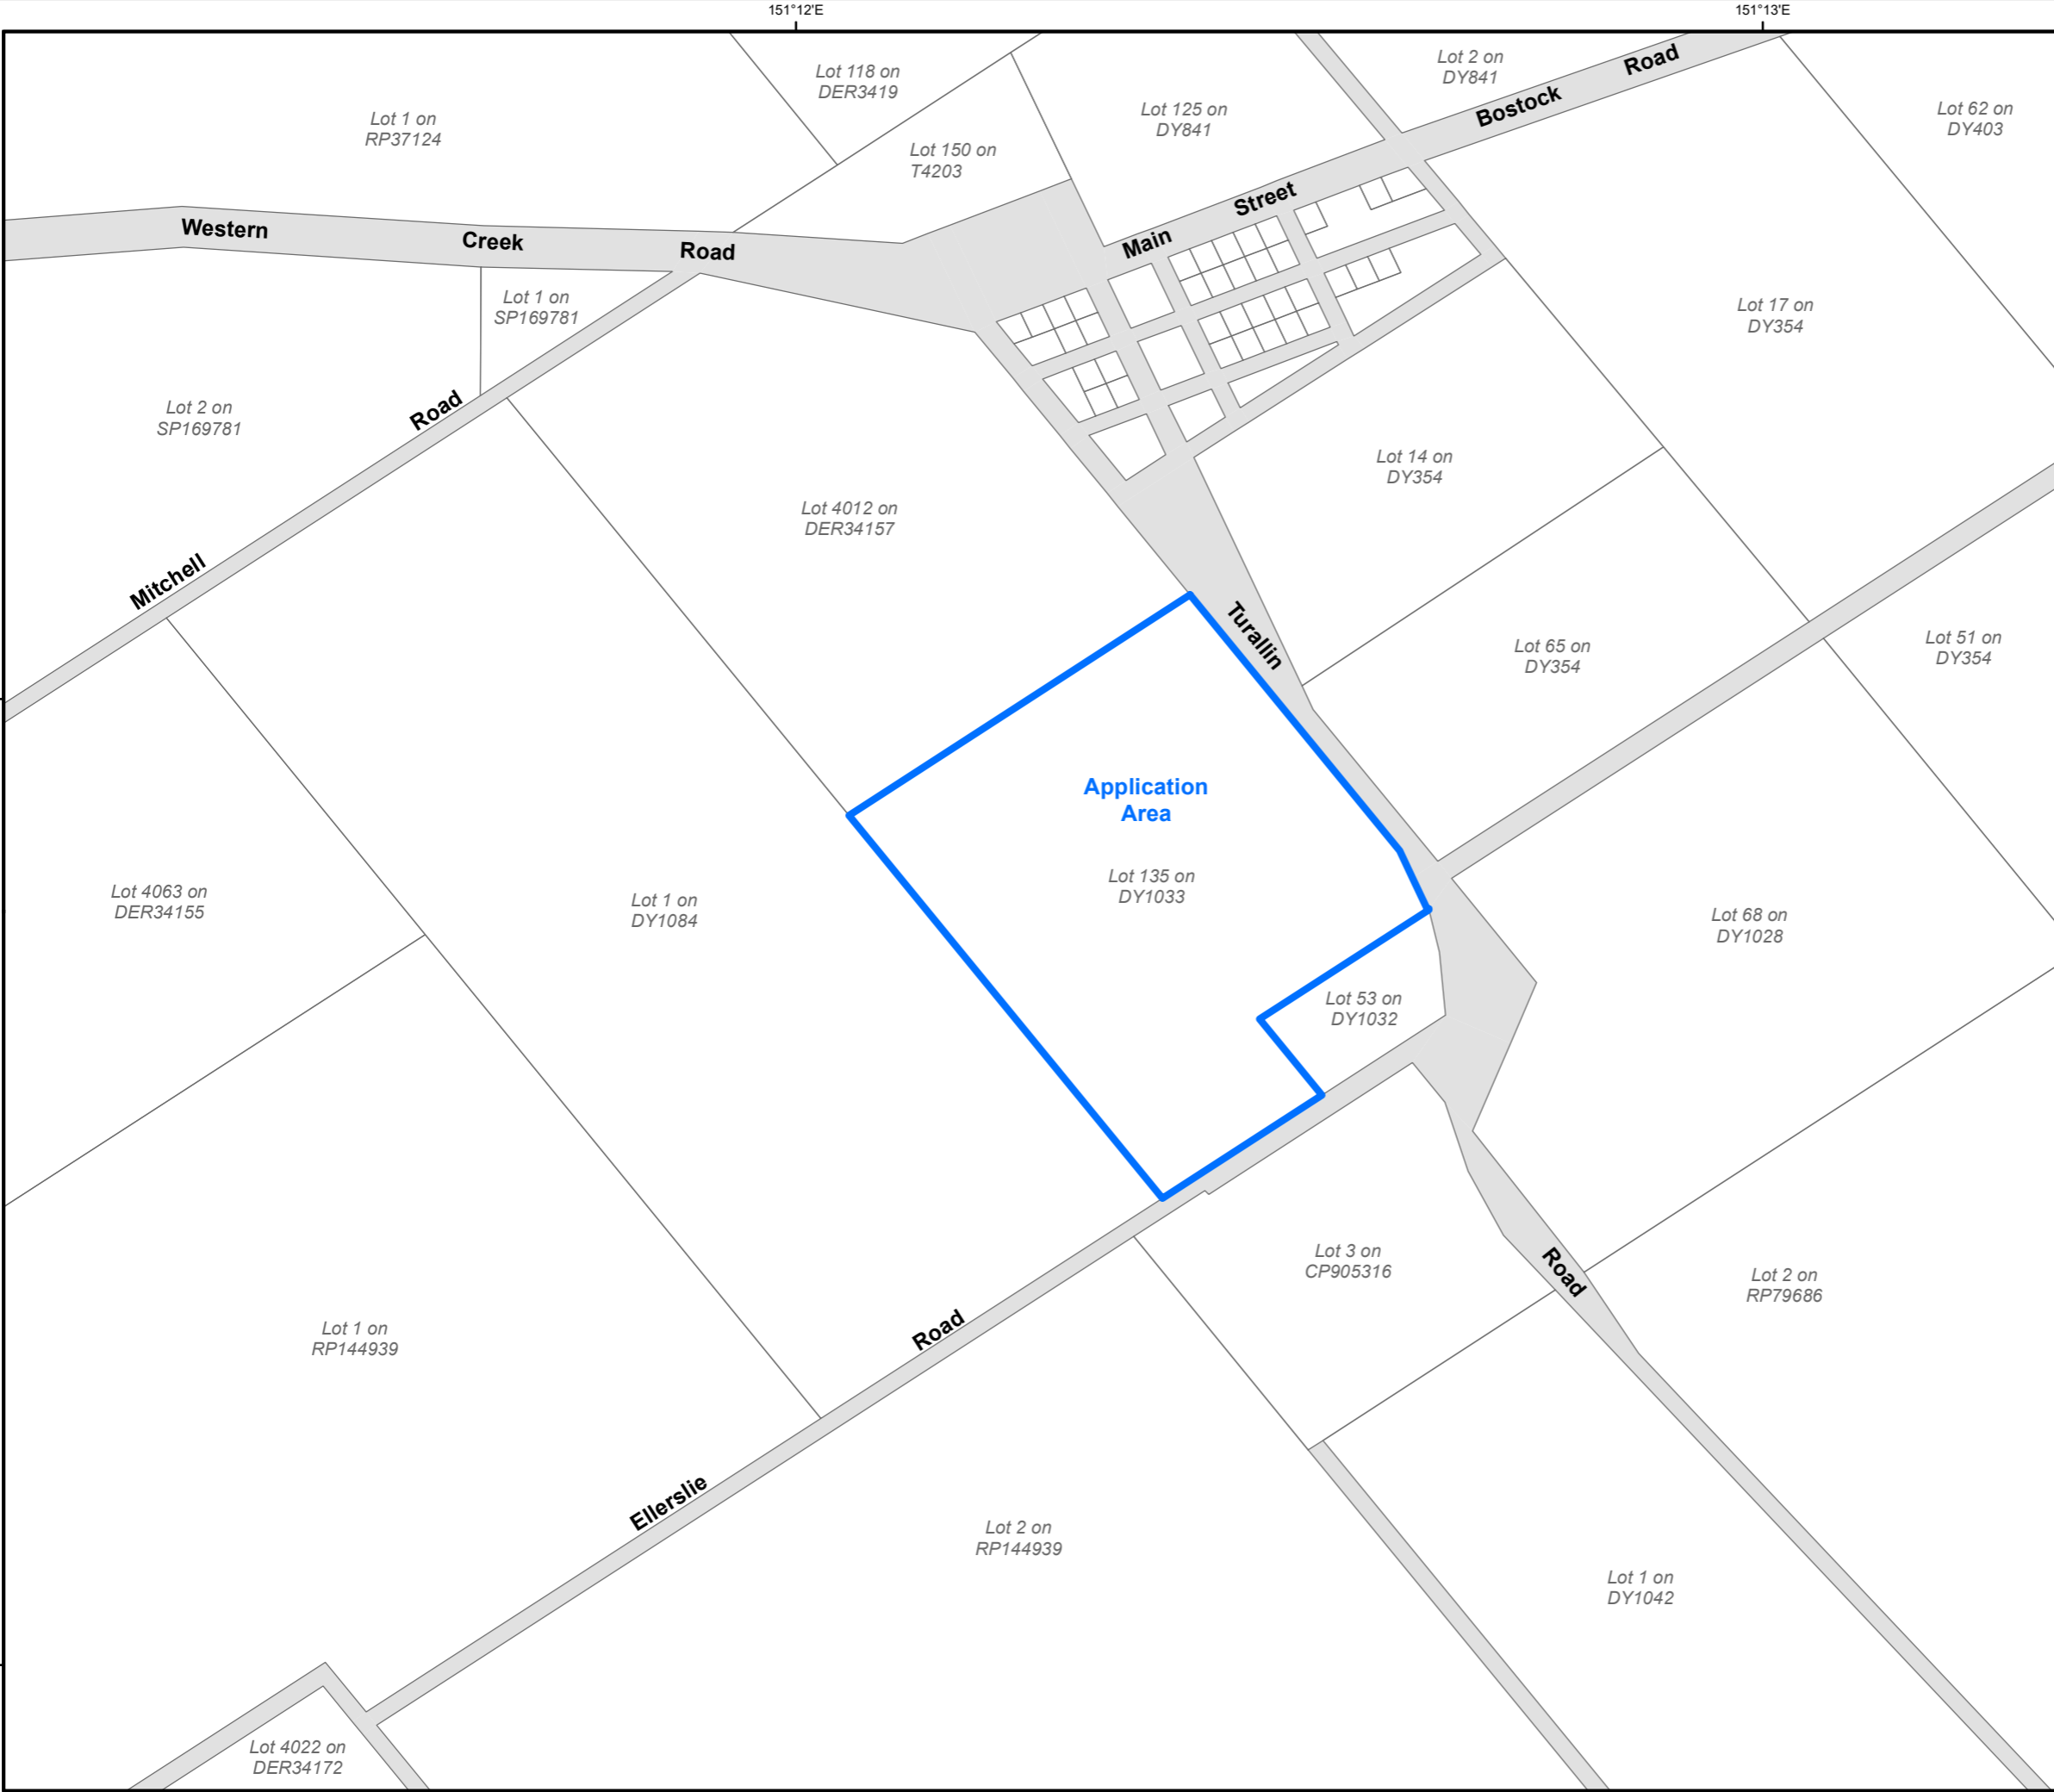 151°12'E
151°13'E
Lot 2 on
DY841
Road
Bostock
Lot 118 on
DER3419
Lot 1 on
RP37124
Lot 125 on
DY841
Lot 62 on
DY403
Lot 150 on
T4203
Street
Main
Western
Creek
Road
Lot 1 on
SP169781
Lot 17 on
DY354
Lot 2 on
SP169781
Road
Mitchell
Lot 4012 on
DER34157
Lot 14 on
DY354
Turallin
Lot 65 on
DY354
Lot 51 on
DY354
Application
Area
Lot 135 on
DY1033
Lot 4063 on
DER34155
Lot 1 on
DY1084
Lot 68 on
DY1028
Lot 53 on
DY1032
Lot 3 on
CP905316
Road
Lot 2 on
RP79686
Lot 1 on
RP144939
Road
Ellerslie
Lot 2 on
RP144939
Lot 1 on
DY1042
Lot 4022 on
DER34172